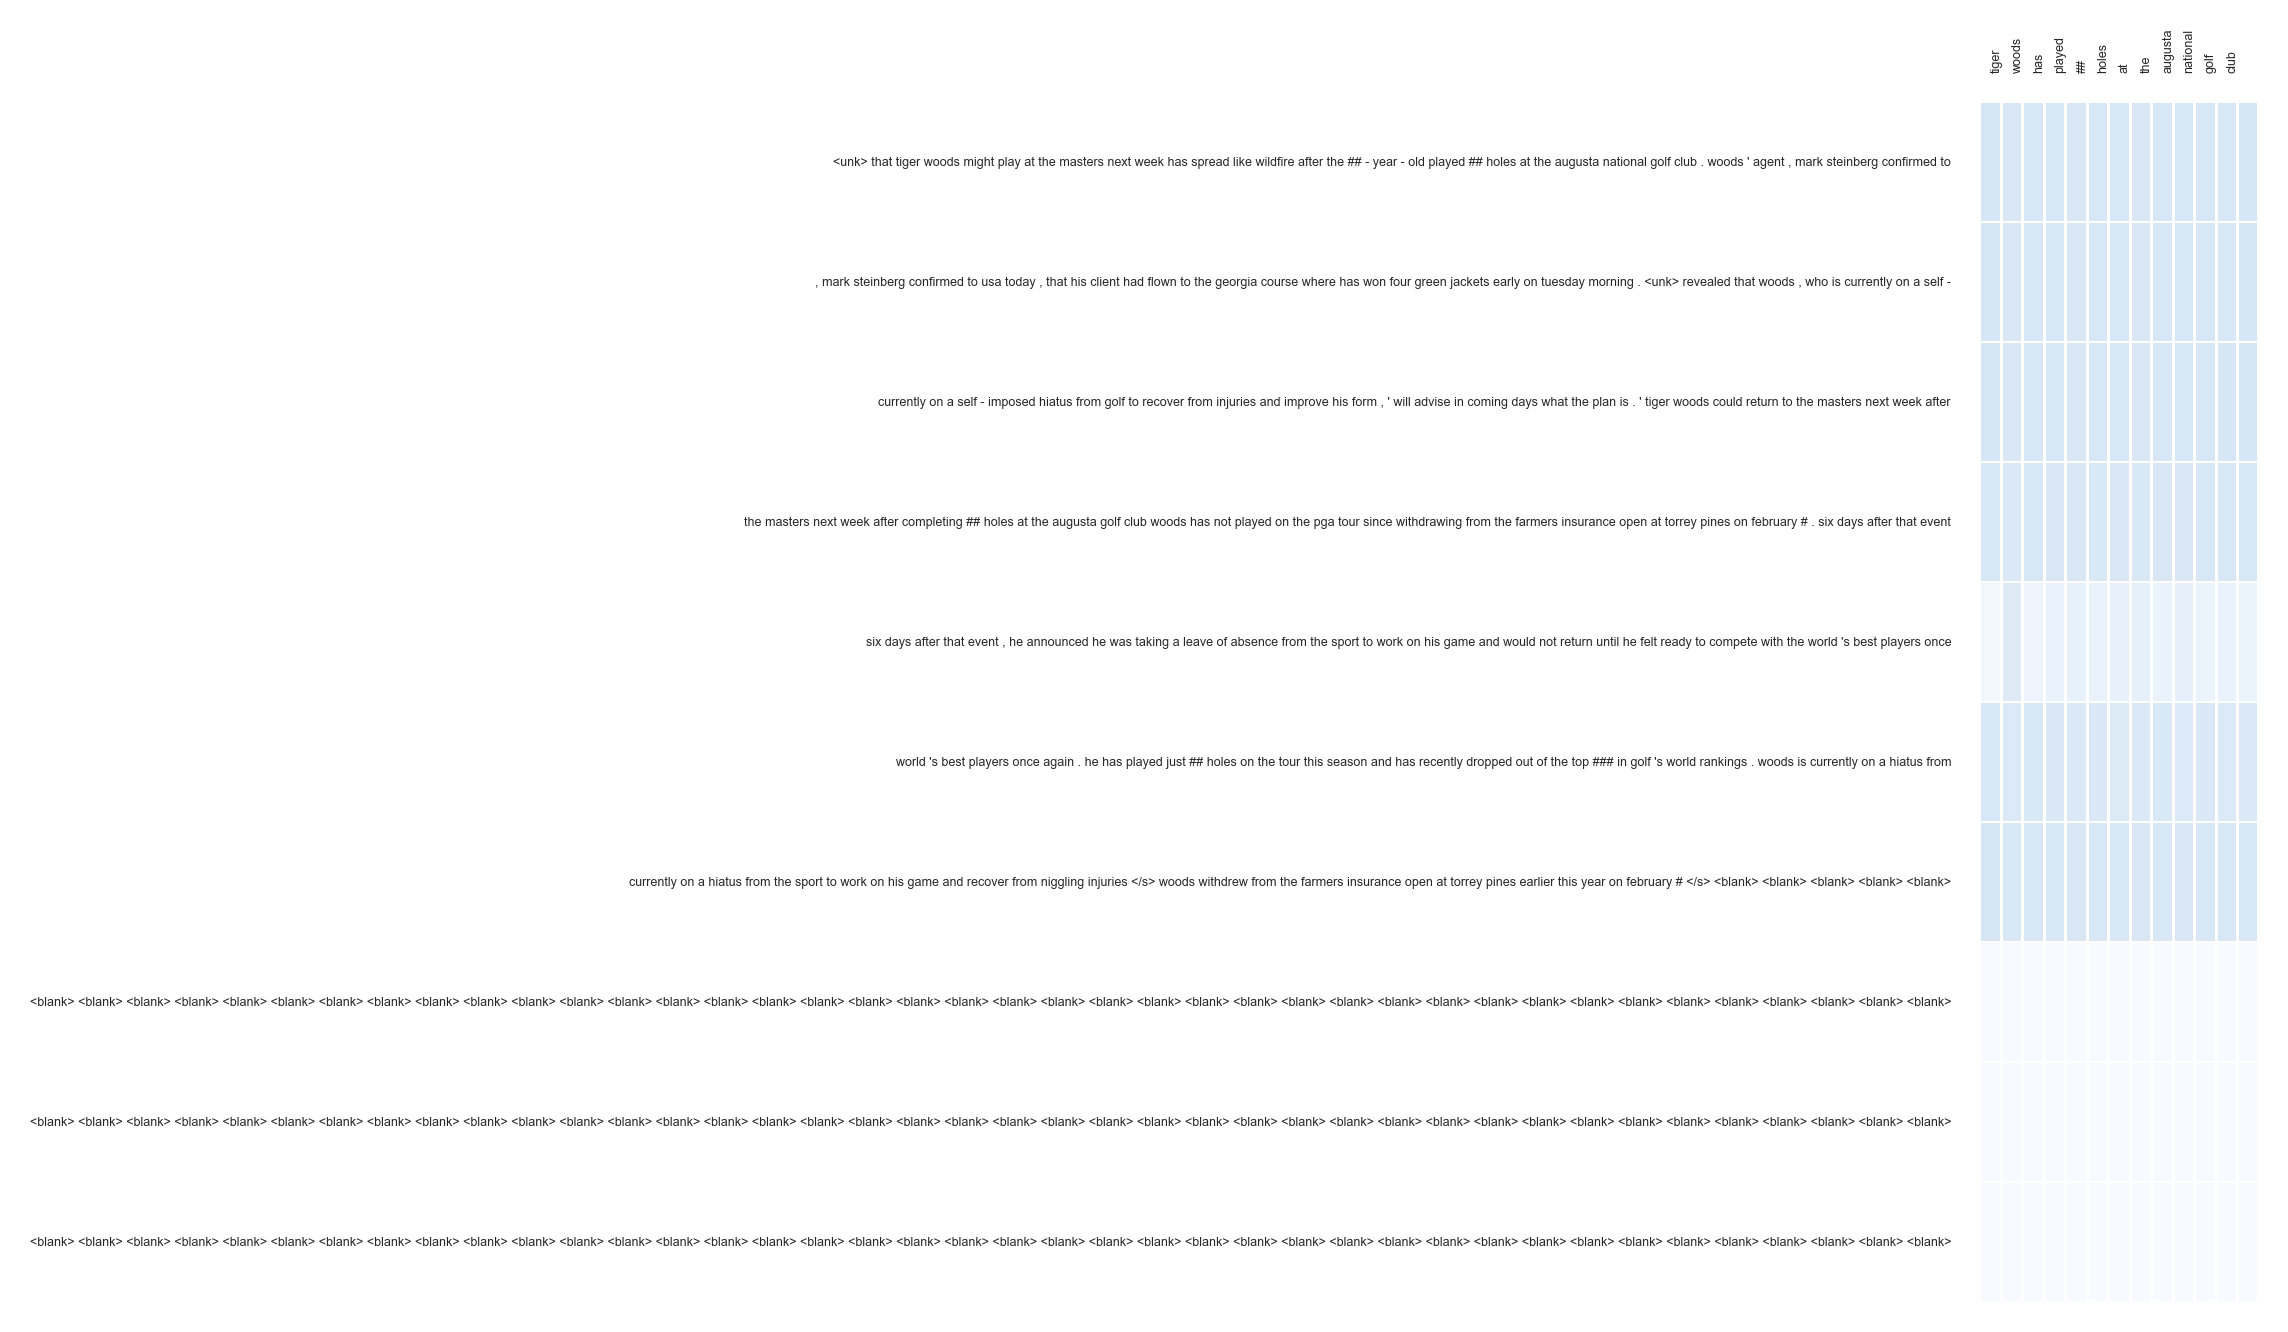 tiger
woods
has
played
##
holes
at
the
augusta
national
golf
club
<unk> that tiger woods might play at the masters next week has spread like wildfire after the ## - year - old played ## holes at the augusta national golf club . woods ' agent , mark steinberg confirmed to
, mark steinberg confirmed to usa today , that his client had flown to the georgia course where has won four green jackets early on tuesday morning . <unk> revealed that woods , who is currently on a self -
currently on a self - imposed hiatus from golf to recover from injuries and improve his form , ' will advise in coming days what the plan is . ' tiger woods could return to the masters next week after
the masters next week after completing ## holes at the augusta golf club woods has not played on the pga tour since withdrawing from the farmers insurance open at torrey pines on february # . six days after that event
six days after that event , he announced he was taking a leave of absence from the sport to work on his game and would not return until he felt ready to compete with the world 's best players once
world 's best players once again . he has played just ## holes on the tour this season and has recently dropped out of the top ### in golf 's world rankings . woods is currently on a hiatus from
currently on a hiatus from the sport to work on his game and recover from niggling injuries </s> woods withdrew from the farmers insurance open at torrey pines earlier this year on february # </s> <blank> <blank> <blank> <blank> <blank>
<blank> <blank> <blank> <blank> <blank> <blank> <blank> <blank> <blank> <blank> <blank> <blank> <blank> <blank> <blank> <blank> <blank> <blank> <blank> <blank> <blank> <blank> <blank> <blank> <blank> <blank> <blank> <blank> <blank> <blank> <blank> <blank> <blank> <blank> <blank> <blank> <blank> <blank> <blank> <blank>
<blank> <blank> <blank> <blank> <blank> <blank> <blank> <blank> <blank> <blank> <blank> <blank> <blank> <blank> <blank> <blank> <blank> <blank> <blank> <blank> <blank> <blank> <blank> <blank> <blank> <blank> <blank> <blank> <blank> <blank> <blank> <blank> <blank> <blank> <blank> <blank> <blank> <blank> <blank> <blank>
<blank> <blank> <blank> <blank> <blank> <blank> <blank> <blank> <blank> <blank> <blank> <blank> <blank> <blank> <blank> <blank> <blank> <blank> <blank> <blank> <blank> <blank> <blank> <blank> <blank> <blank> <blank> <blank> <blank> <blank> <blank> <blank> <blank> <blank> <blank> <blank> <blank> <blank> <blank> <blank>